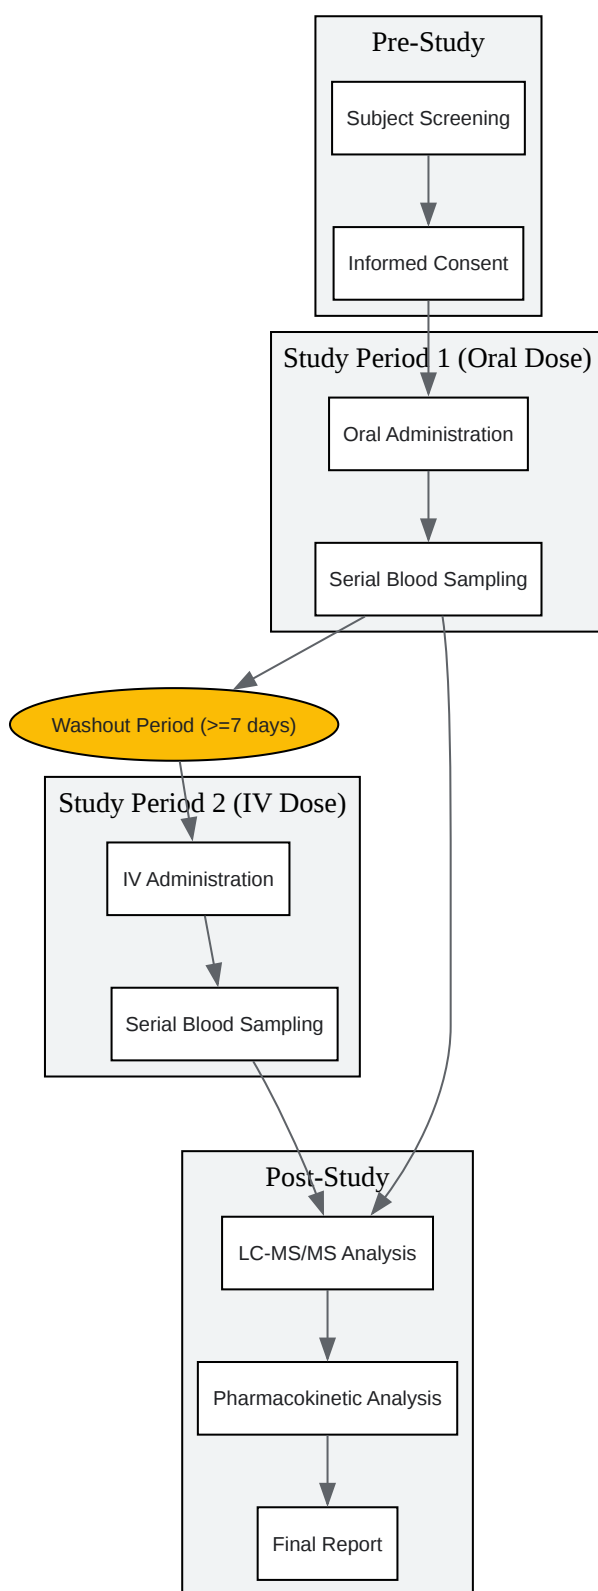 Pre-Study
Subject Screening
Informed Consent
Study Period 1 (Oral Dose)
Oral Administration
Serial Blood Sampling
Washout Period (>=7 days)
Study Period 2 (IV Dose)
IV Administration
Serial Blood Sampling
Post-Study
LC-MS/MS Analysis
Pharmacokinetic Analysis
Final Report